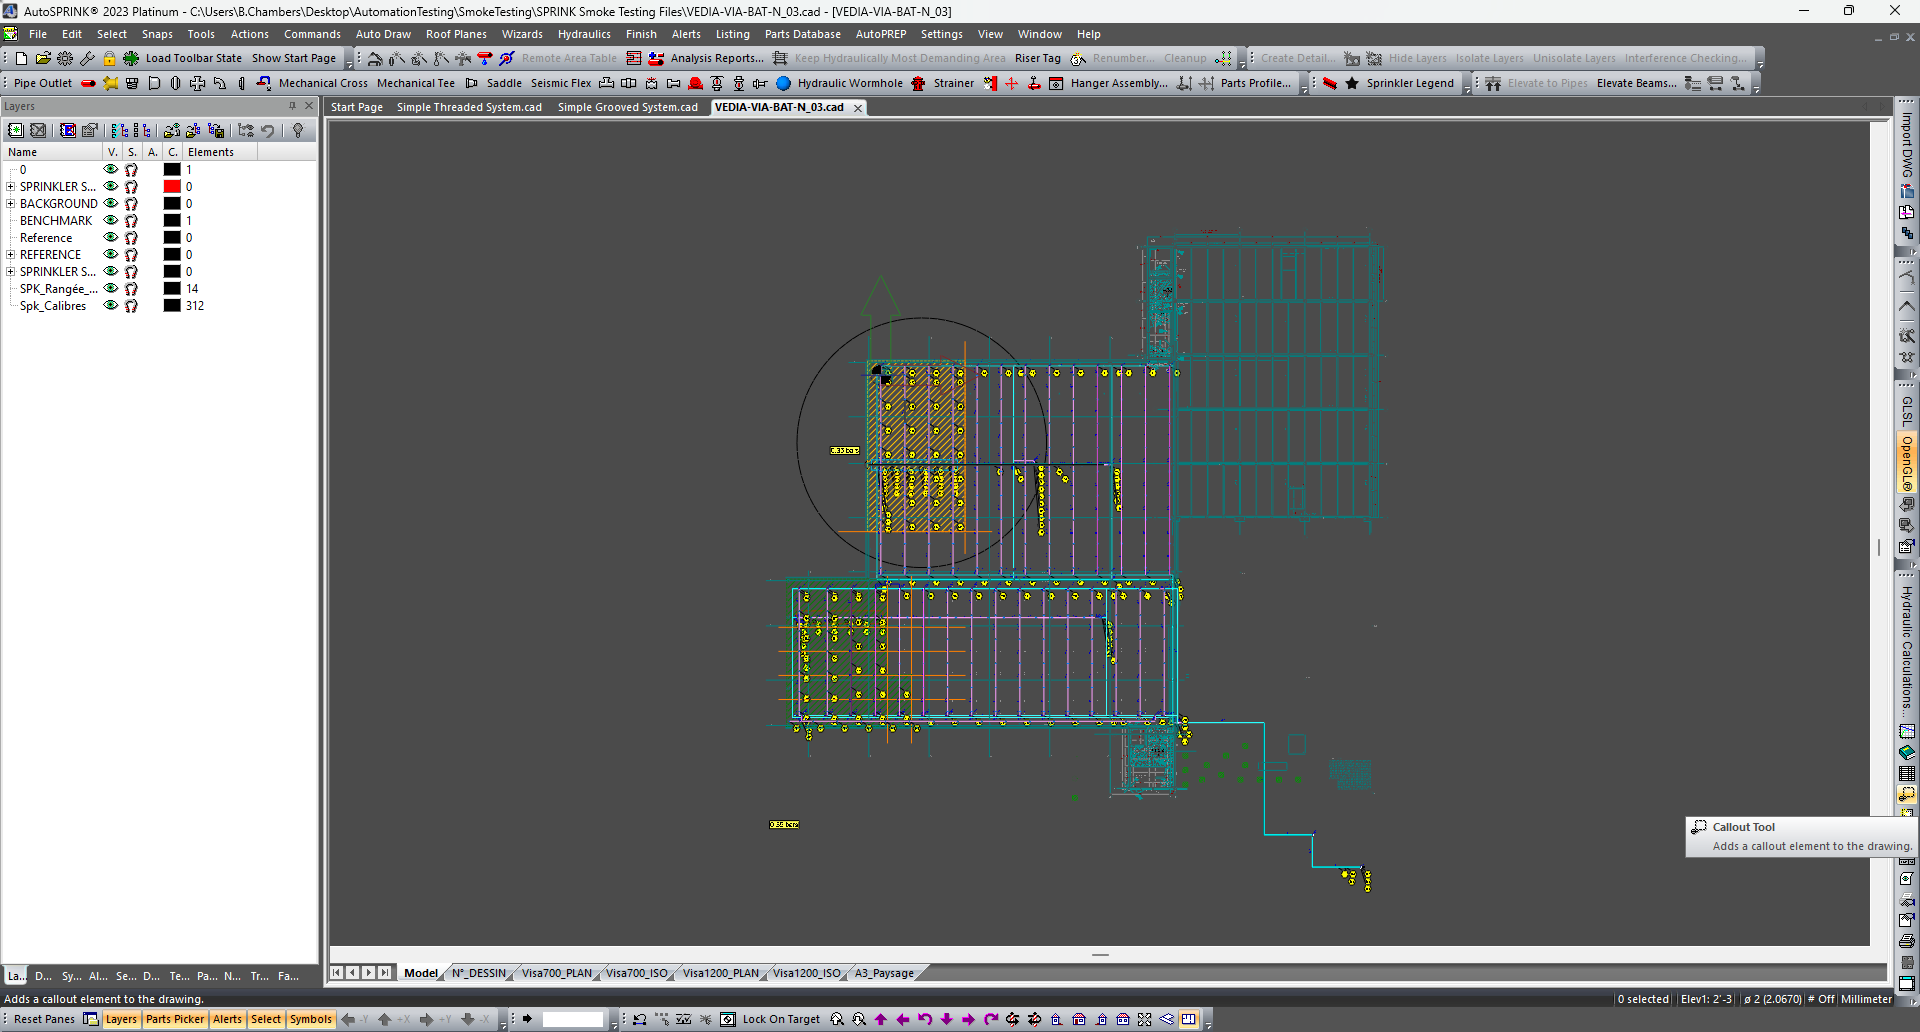 AutoSPRINK® 2023 Platinum - C:\Users\B.Chambers\Desktop\AutomationTesting\SmokeTesting\SPRINK Smoke Testing Files\VEDIA-VIA-BAT-N_03.cad - [VEDIA-VIA-BAT-N_03]
File Edit Select Snaps Tools Actions Commands Auto Draw Roof Planes Wizards Hydraulics Finish Alerts Listing Parts Database AutoPREP Settings View Window Help
Load Toolbar State Show Start Page Remote Area Table Analysis Reports... Keep Hydraulically Most Demanding Area Riser Tag Renumber... Cleanup Create Detail... Hide Layers Isolate Layers Unisolate Layers Interference Checking...
Pipe Outlet Mechanical Cross Mechanical Tee Saddle Seismic Flex Hydraulic Wormhole Strainer Hanger Assembly... Parts Profile... Sprinkler Legend Elevate to Pipes Elevate Beams...
Layers
Start Page Simple Threaded System.cad Simple Grooved System.cad VEDIA-VIA-BAT-N_03.cad
Name V. S. A. C. Elements
0 1
SPRINKLER S... 0
BACKGROUND 0
BENCHMARK 1
Reference 0
REFERENCE 0
SPRINKLER S... 0
SPK_Rangée_... 14
Spk_Calibres 312
0.55 bars
Import DWG
GLSL
OpenGL®
Hydraulic Calculations...
Callout Tool
Adds a callout element to the drawing.
La... D... Sy... Al... Se... D... Te... Pa... N... Tr... Fa...
Model N°_DESSIN Visa700_PLAN Visa700_ISO Visa1200_PLAN Visa1200_ISO A3_Paysage
Adds a callout element to the drawing.
0 selected Elev1: 2'-3 ø 2 (2.0670) # Off Millimeter
Reset Panes Layers Parts Picker Alerts Select Symbols -Y +X +Y -X Lock On Target